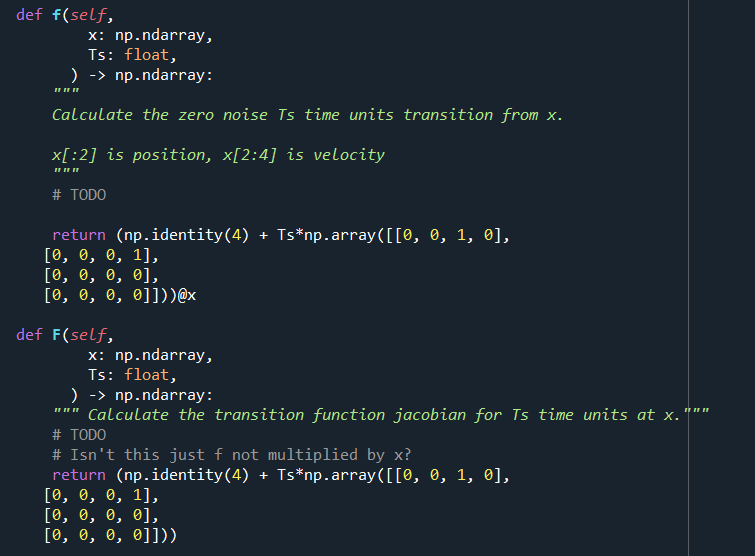 def f(self,
x: np.ndarray,
Ts: float,
) -> np.ndarray:
"""
Calculate the zero noise Ts time units transition from x.
x[:2] is position, x[2:4] is velocity
"""
# TODO
return (np.identity(4) + Ts*np.array([[0, 0, 1, 0],
[0, 0, 0, 1],
[0, 0, 0, 0],
[0, 0, 0, 0]]))@x
def F(self,
x: np.ndarray,
Ts: float,
) -> np.ndarray:
""" Calculate the transition function jacobian for Ts time units at x."""
# TODO
# Isn't this just f not multiplied by x?
return (np.identity(4) + Ts*np.array([[0, 0, 1, 0],
[0, 0, 0, 1],
[0, 0, 0, 0],
[0, 0, 0, 0]]))